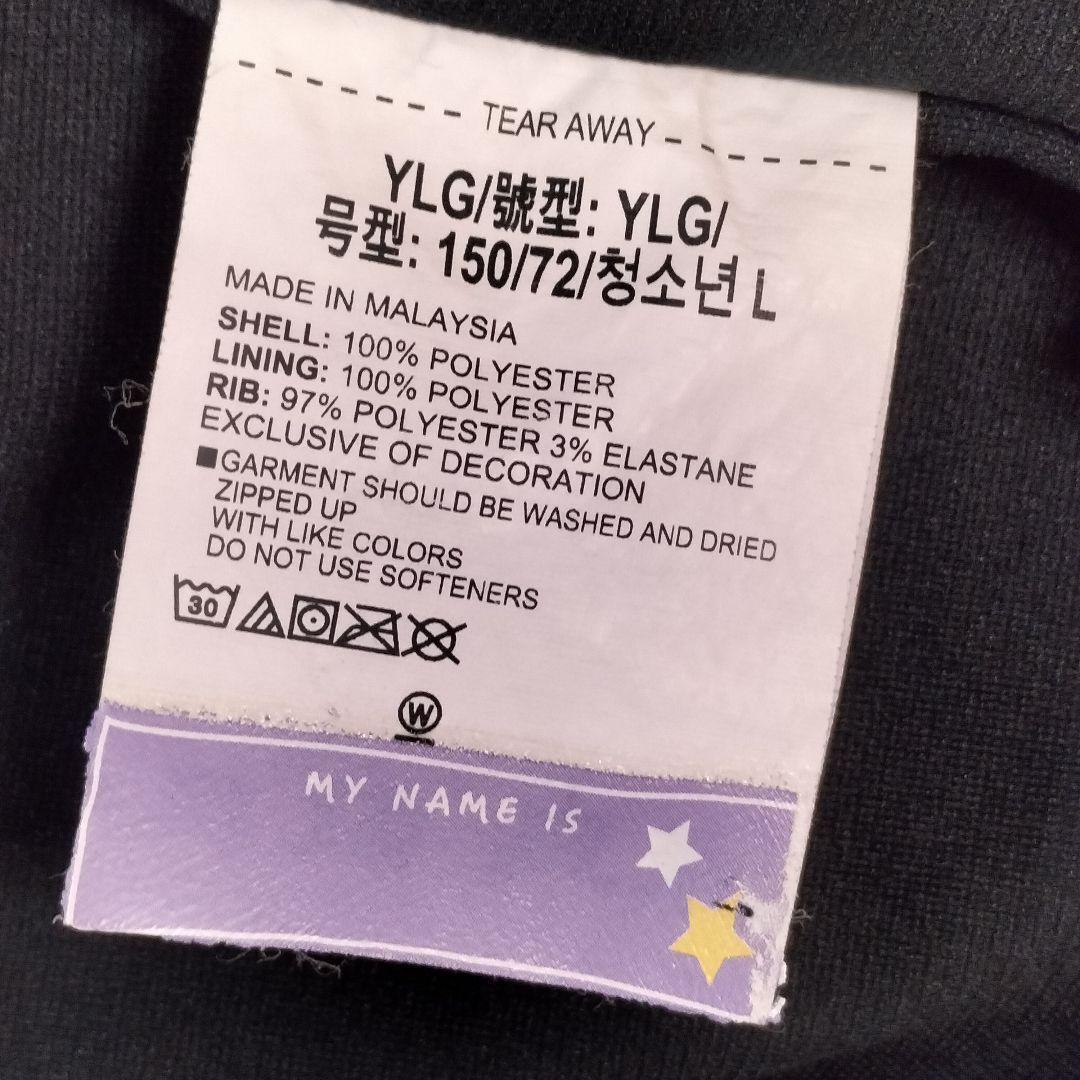 TEAR AWAY
YLG/號型: YLG/
号型: 150/72/청소년 L
MADE IN MALAYSIA
SHELL: 100% POLYESTER
LINING: 100% POLYESTER
RIB: 97% POLYESTER 3% ELASTANE
EXCLUSIVE OF DECORATION
■GARMENT SHOULD BE WASHED AND DRIED
ZIPPED UP
WITH LIKE COLORS
DO NOT USE SOFTENERS
30
W
MY NAME IS